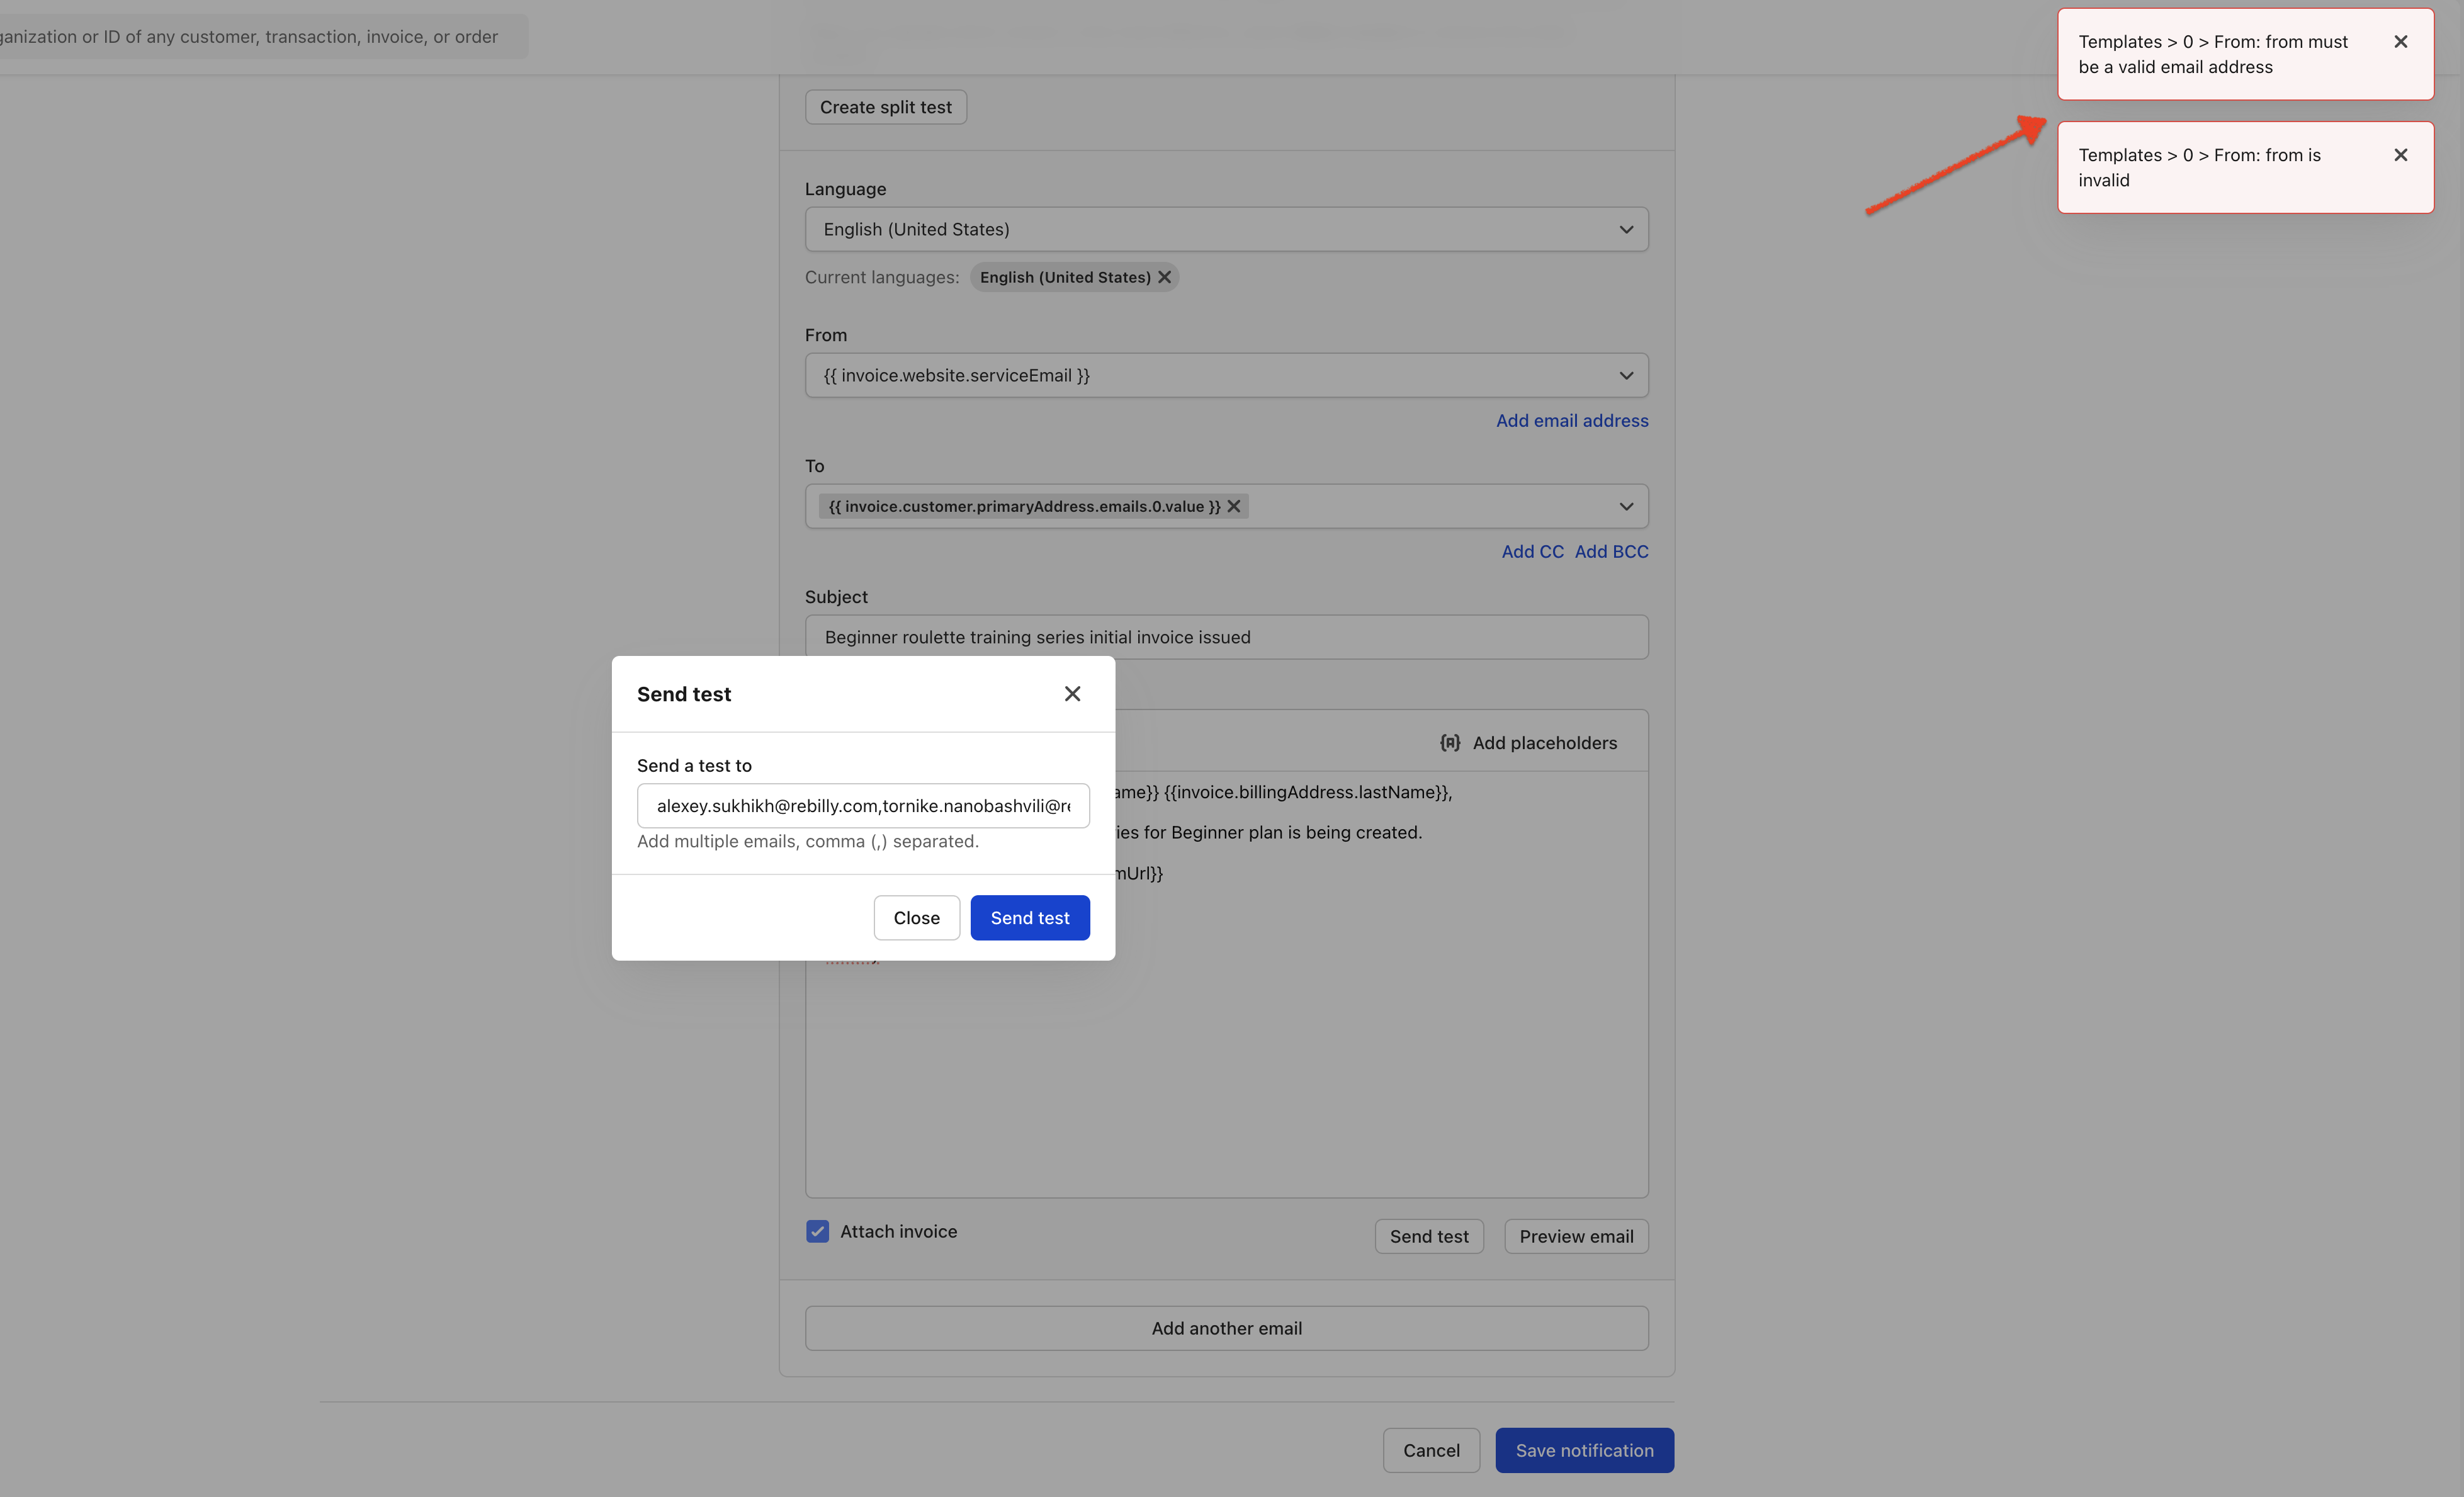 ganization or ID of any customer, transaction, invoice, or order
Templates > 0 > From: from must
be a valid email address
Templates > 0 > From: from is
invalid
Create split test
Language
English (United States)
Current languages: English (United States)
From
{{ invoice.website.serviceEmail }}
Add email address
To
{{ invoice.customer.primaryAddress.emails.0.value }}
Add CC Add BCC
Subject
Beginner roulette training series initial invoice issued
Add placeholders
ame}} {{invoice.billingAddress.lastName}},
ies for Beginner plan is being created.
mUrl}}
Send test
Send a test to
alexey.sukhikh@rebilly.com,tornike.nanobashvili@re
Add multiple emails, comma (,) separated.
Close
Send test
Attach invoice
Send test
Preview email
Add another email
Cancel
Save notification